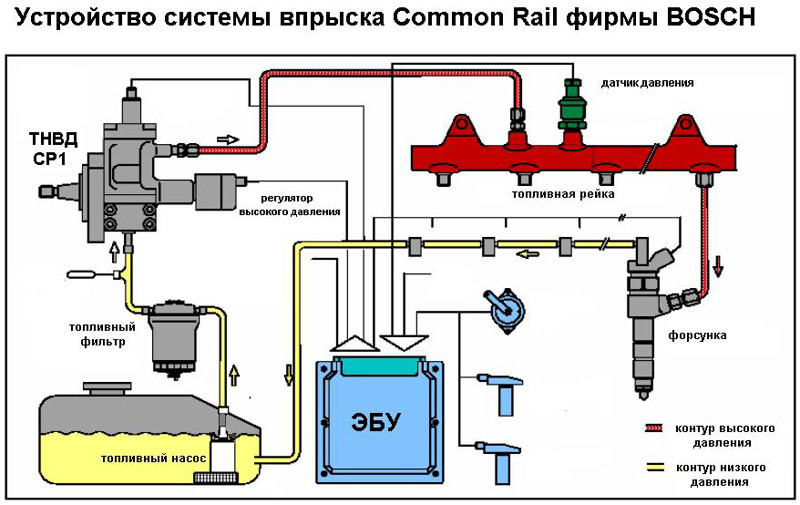 Устройство системы впрыска Common Rail фирмы BOSCH
датчик давления
ТНВД
CP1
топливная рейка
регулятор
высокого давления
топливный
фильтр
форсунка
ЭБУ
топливный насос
контур высокого
давления
контур низкого
давления